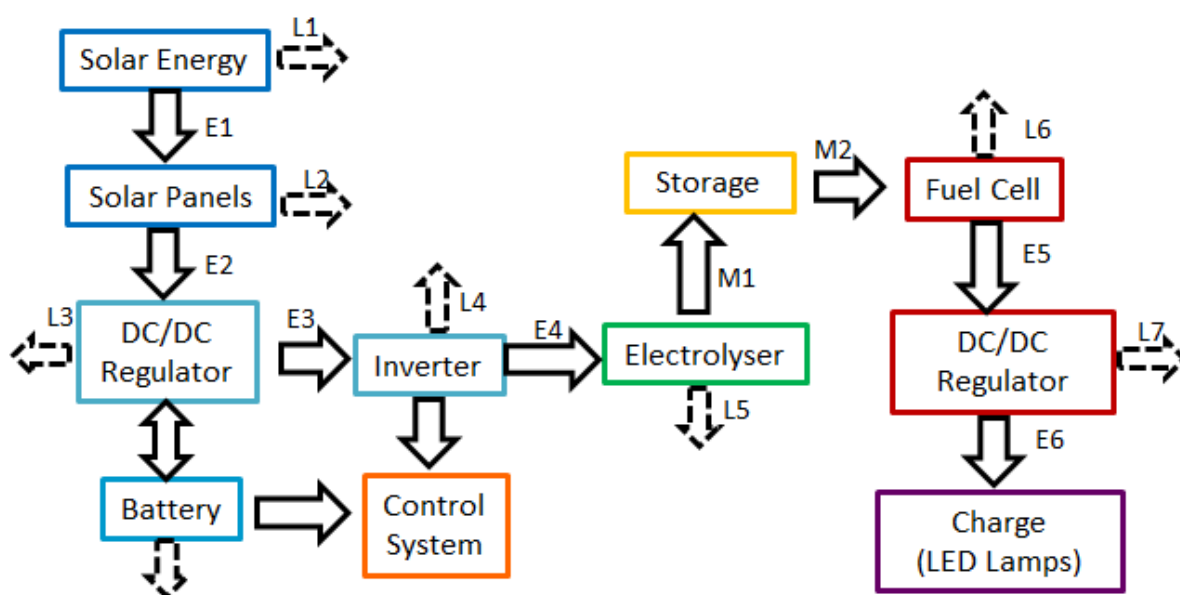 L1
Solar Energy
E1
L2
Solar Panels
E2
L3
DC/DC
Regulator
E3
L4
Inverter
E4
Electrolyser
L5
M1
Storage
M2
L6
Fuel Cell
E5
DC/DC
Regulator
L7
E6
Battery
Control
System
Charge
(LED Lamps)